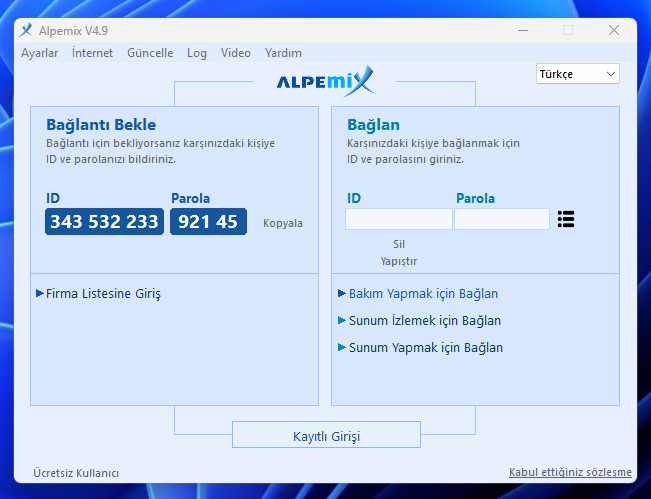 Alpemix V4.9
Ayarlar İnternet Güncelle Log Video Yardım
Türkçe
ALPEMİX
Bağlantı Bekle
Bağlantı için bekliyorsanız karşınızdaki kişiye
ID ve parolanızı bildiriniz.
ID Parola
343 532 233 921 45 Kopyala
Firma Listesine Giriş
Bağlan
Karşınızdaki kişiye bağlanmak için
ID ve parolasını giriniz.
ID Parola
Sil
Yapıştır
Bakım Yapmak için Bağlan
Sunum İzlemek için Bağlan
Sunum Yapmak için Bağlan
Kayıtlı Girişi
Ücretsiz Kullanıcı
Kabul ettiğiniz sözleşme